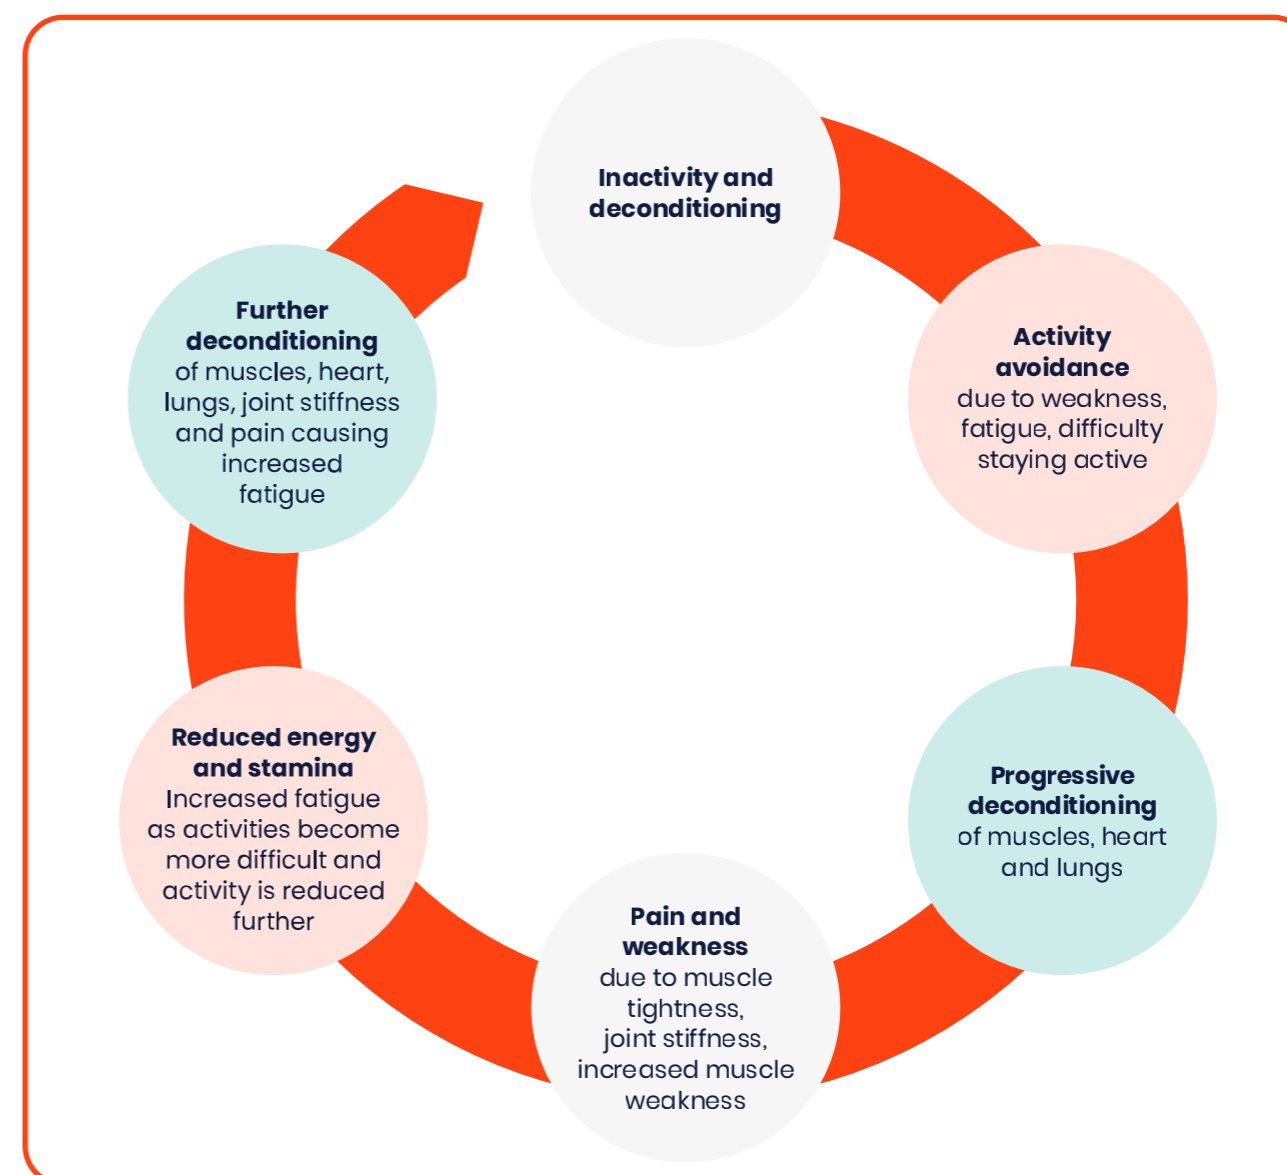 Inactivity and
deconditioning
Activity
avoidance
due to weakness,
fatigue, difficulty
staying active
Progressive
deconditioning
of muscles, heart
and lungs
Pain and
weakness
due to muscle
tightness,
joint stiffness,
increased muscle
weakness
Reduced energy
and stamina
Increased fatigue
as activities become
more difficult and
activity is reduced
further
Further
deconditioning
of muscles, heart,
lungs, joint stiffness
and pain causing
increased
fatigue